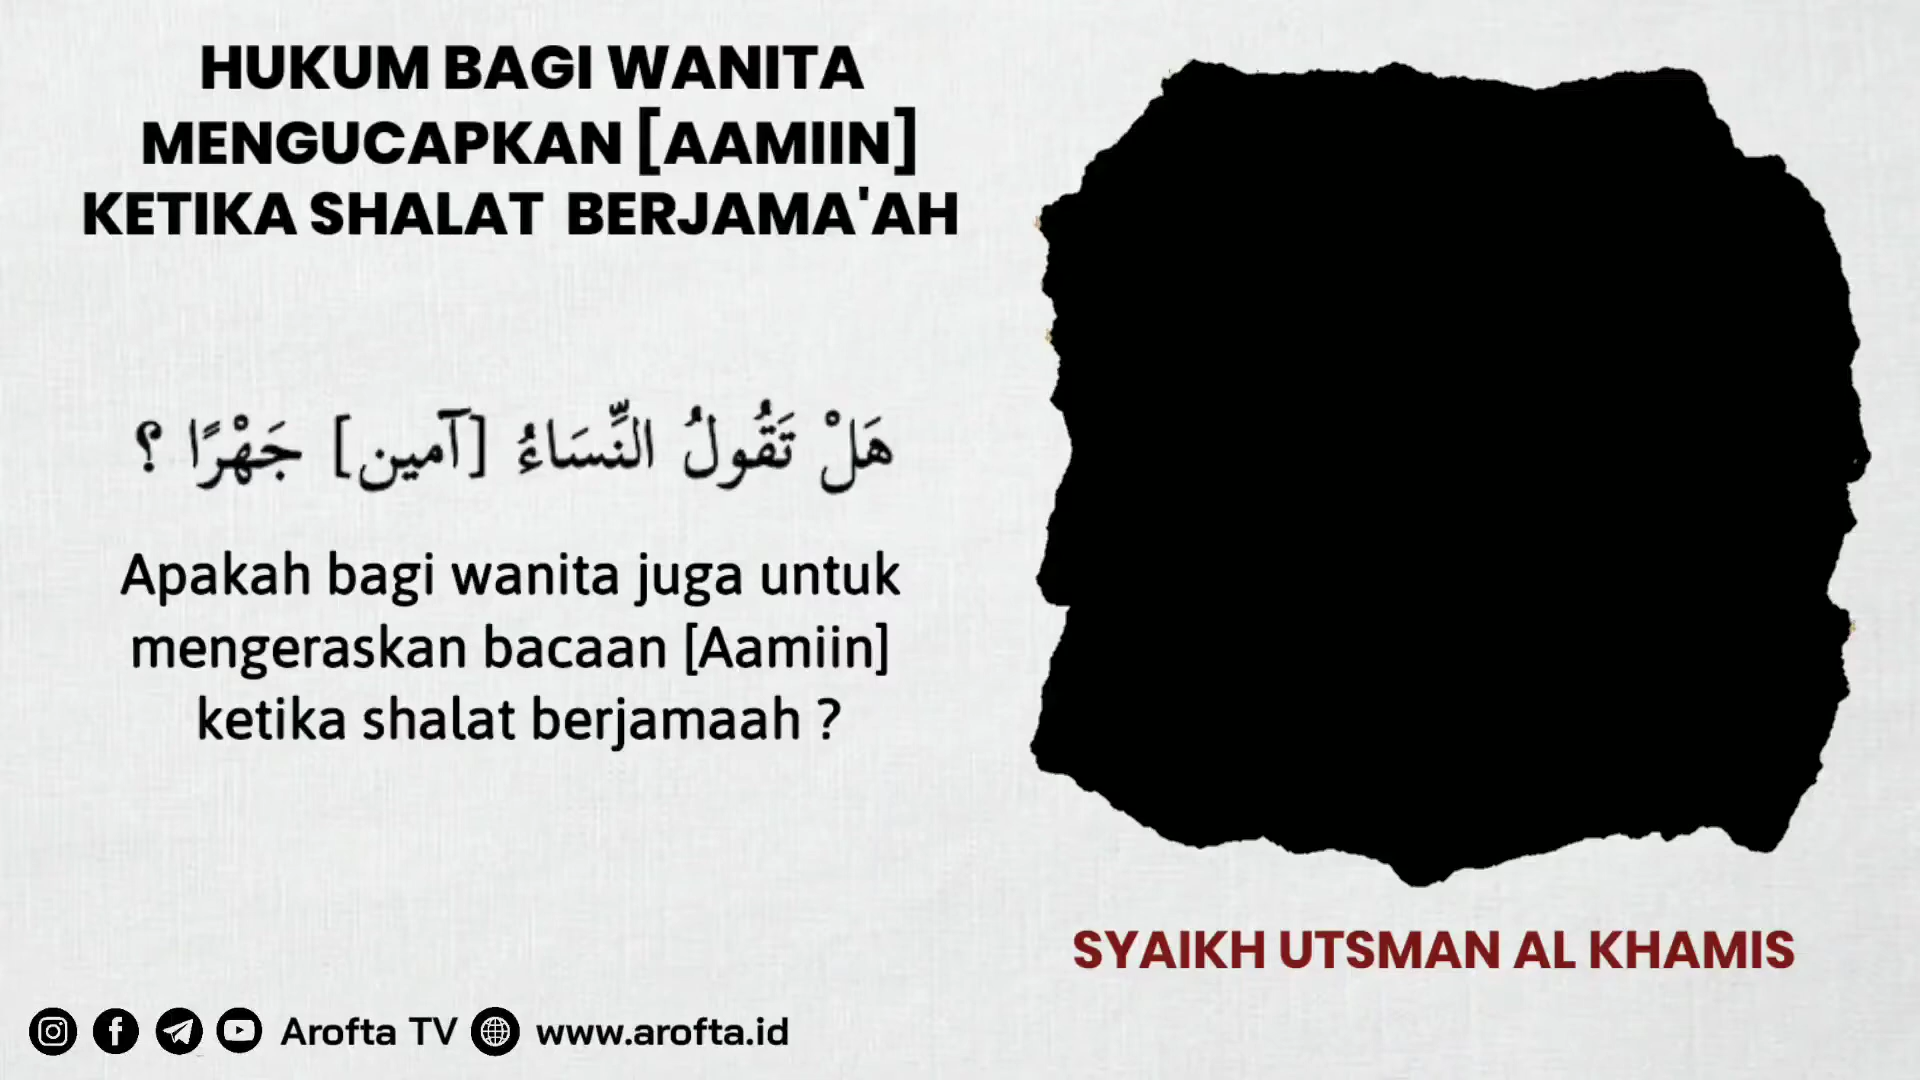 HUKUM BAGI WANITA
MENGUCAPKAN [AAMIIN]
KETIKA SHALAT BERJAMA'AH
هَلْ تَقُولُ النِّسَاءُ [آمين] جَهْرًا ؟
Apakah bagi wanita juga untuk
mengeraskan bacaan [Aamiin]
ketika shalat berjamaah ?
SYAIKH UTSMAN AL KHAMIS
Arofta TV www.arofta.id